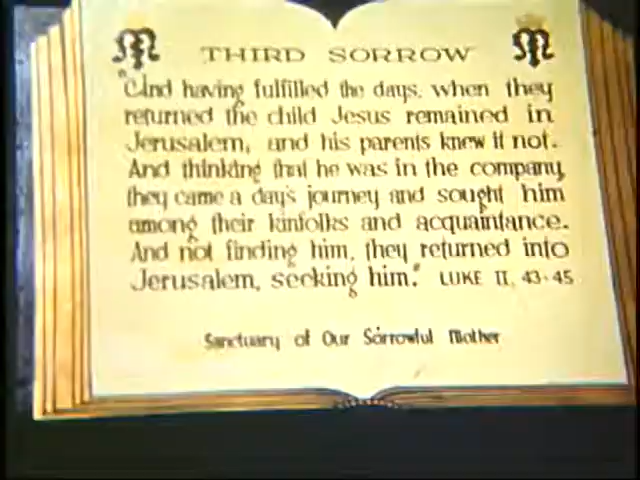 THIRD SORROW
"And having fulfilled the days, when they
returned the child Jesus remained in
Jerusalem, and his parents knew it not.
And thinking that he was in the company,
they came a day's journey and sought him
among their kinfolks and acquaintance.
And not finding him, they returned into
Jerusalem, seeking him." LUKE II, 43-45
Sanctuary of Our Sorrowful Mother